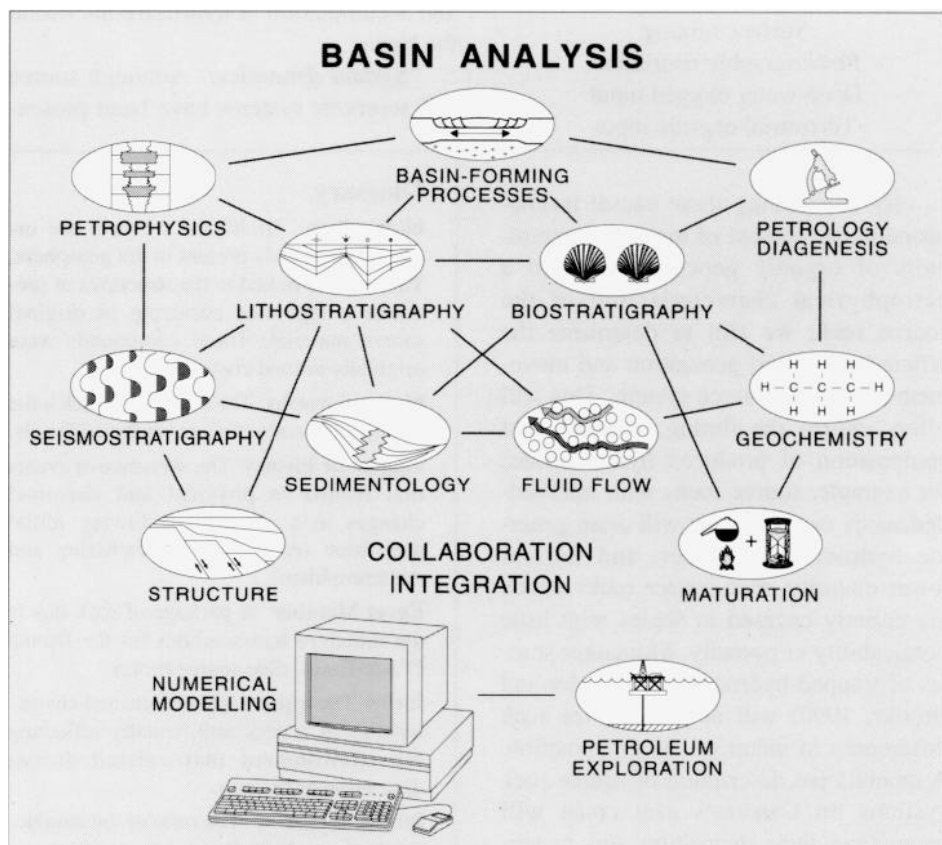 BASIN ANALYSIS
BASIN-FORMING
PROCESSES
PETROPHYSICS
PETROLOGY
DIAGENESIS
LITHOSTRATIGRAPHY
BIOSTRATIGRAPHY
SEISMOSTRATIGRAPHY
SEDIMENTOLOGY
FLUID FLOW
H H H
H-C-C-C-H
H H H
GEOCHEMISTRY
STRUCTURE
COLLABORATION
INTEGRATION
+
MATURATION
NUMERICAL
MODELLING
PETROLEUM
EXPLORATION